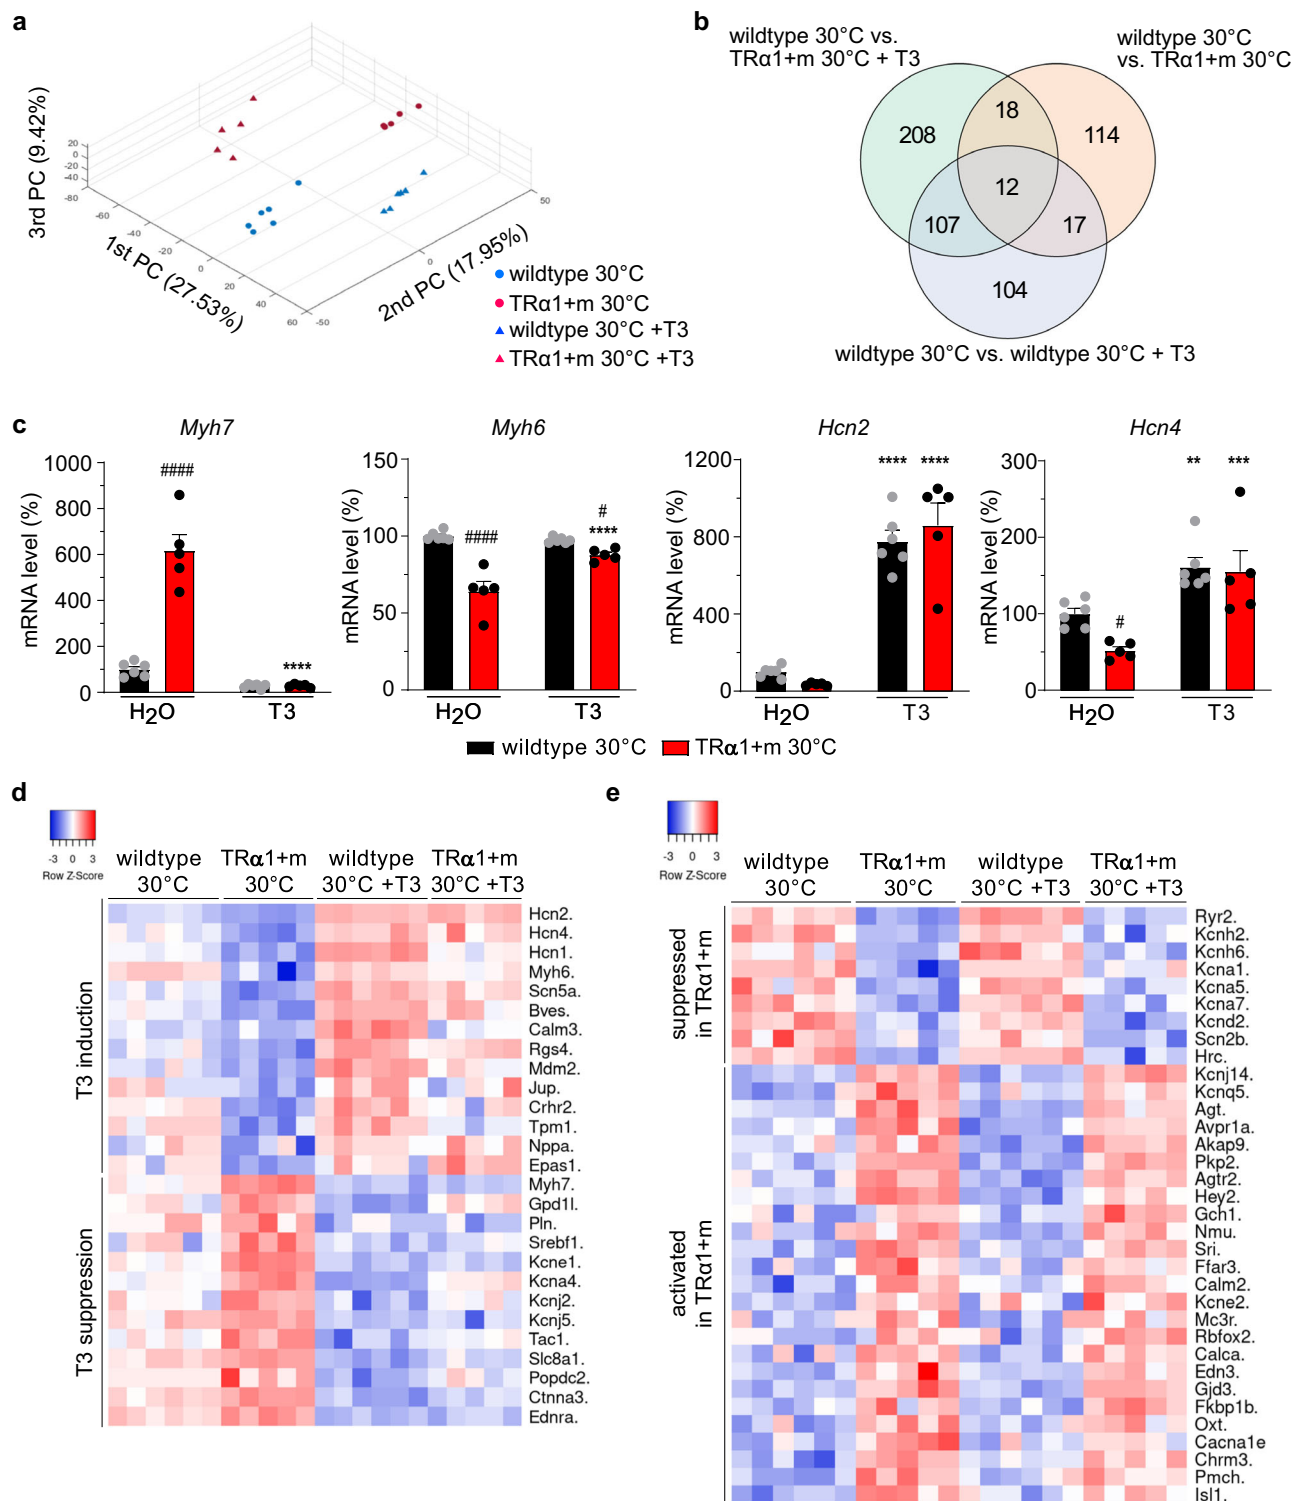 a
3rd PC (9.42%)
20
0
-20
-40
-80
-60
-40
-20
0
20
40
60
-50
0
50
1st PC (27.53%)
2nd PC (17.95%)
wildtype 30°C
TRα1+m 30°C
wildtype 30°C +T3
TRα1+m 30°C +T3
b
wildtype 30°C vs.
TRα1+m 30°C + T3
wildtype 30°C
vs. TRα1+m 30°C
208
18
114
12
107
17
104
wildtype 30°C vs. wildtype 30°C + T3
c
Myh7
mRNA level (%)
1000
800
600
400
200
0
####
****
H2O
T3
Myh6
mRNA level (%)
150
100
50
0
####
#
****
H2O
T3
Hcn2
mRNA level (%)
1200
800
400
0
****
****
H2O
T3
Hcn4
mRNA level (%)
300
200
100
0
#
**
***
H2O
T3
wildtype 30°C
TRα1+m 30°C
d
-3 0 3
Row Z-Score
wildtype
30°C
TRα1+m
30°C
wildtype
30°C +T3
TRα1+m
30°C +T3
T3 induction
Hcn2.
Hcn4.
Hcn1.
Myh6.
Scn5a.
Bves.
Calm3.
Rgs4.
Mdm2.
Jup.
Crhr2.
Tpm1.
Nppa.
Epas1.
T3 suppression
Myh7.
Gpd1l.
Pln.
Srebf1.
Kcne1.
Kcna4.
Kcnj2.
Kcnj5.
Tac1.
Slc8a1.
Popdc2.
Ctnna3.
Ednra.
e
-3 0 3
Row Z-Score
wildtype
30°C
TRα1+m
30°C
wildtype
30°C +T3
TRα1+m
30°C +T3
suppressed
in TRα1+m
Ryr2.
Kcnh2.
Kcnh6.
Kcna1.
Kcna5.
Kcna7.
Kcnd2.
Scn2b.
Hrc.
activated
in TRα1+m
Kcnj14.
Kcnq5.
Agt.
Avpr1a.
Akap9.
Pkp2.
Agtr2.
Hey2.
Gch1.
Nmu.
Sri.
Ffar3.
Calm2.
Kcne2.
Mc3r.
Rbfox2.
Calca.
Edn3.
Gjd3.
Fkbp1b.
Oxt.
Cacna1e
Chrm3.
Pmch.
Isl1.